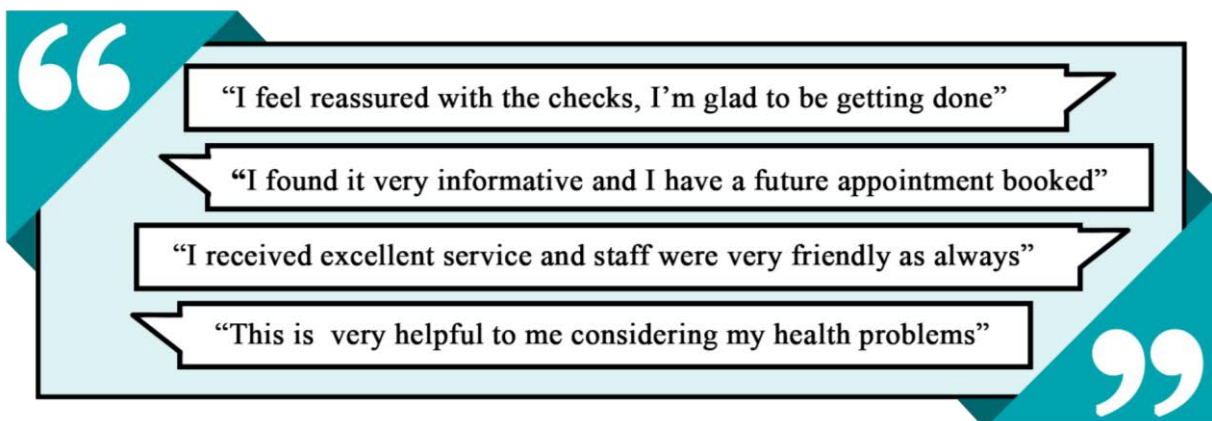 “I feel reassured with the checks, I’m glad to be getting done”
“I found it very informative and I have a future appointment booked”
“I received excellent service and staff were very friendly as always”
“This is  very helpful to me considering my health problems”